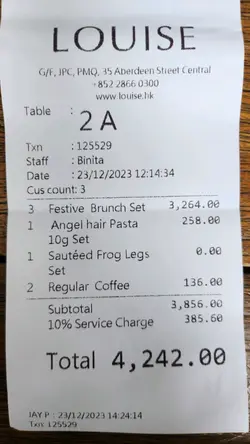 LOUISE
G/F, JPC, PMQ, 35 Aberdeen Street Central
+852 2866 0300
www.louise.hk
Table : 2 A
Txn : 125529
Staff : Binita
Date : 23/12/2023 12:14:34
Cus count: 3
3 Festive Brunch Set 3,264.00
1 Angel hair Pasta 258.00
10g Set
1 Sautéed Frog Legs 0.00
Set
2 Regular Coffee 136.00
Subtotal 3,856.00
10% Service Charge 385.60
Total 4,242.00
JAY P : 23/12/2023 14:24:14
Txn: 125529